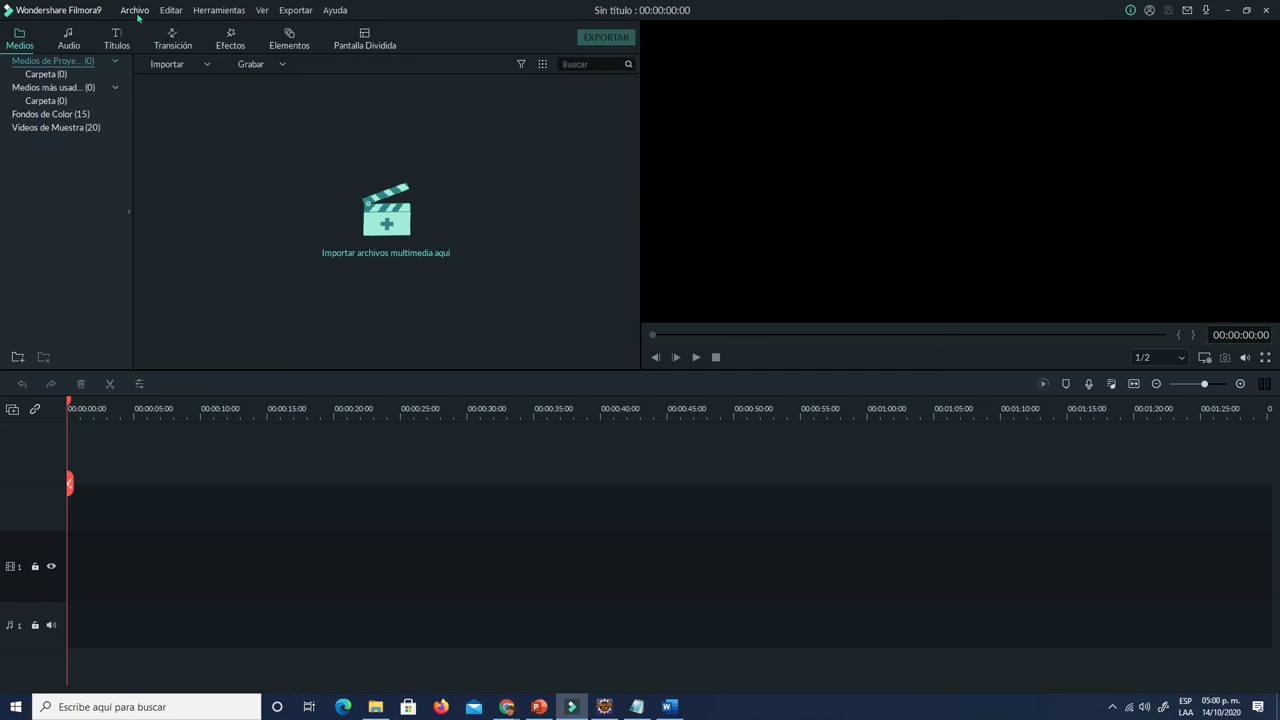 Wondershare Filmora9 Archivo Editar Herramientas Ver Exportar Ayuda Sin título : 00:00:00:00
Medios Audio Títulos Transición Efectos Elementos Pantalla Dividida EXPORTAR
Medios de Proye... (0)
Carpeta (0)
Medios más usad... (0)
Carpeta (0)
Fondos de Color (15)
Videos de Muestra (20)
Importar Grabar Buscar
Importar archivos multimedia aquí
00:00:00:00
1/2
00:00:00:00 00:00:05:00 00:00:10:00 00:00:15:00 00:00:20:00 00:00:25:00 00:00:30:00 00:00:35:00 00:00:40:00 00:00:45:00 00:00:50:00 00:00:55:00 00:01:00:00 00:01:05:00 00:01:10:00 00:01:15:00 00:01:20:00 00:01:25:00 0
1
1
Escribe aquí para buscar
ESP 05:00 p. m.
LAA 14/10/2020